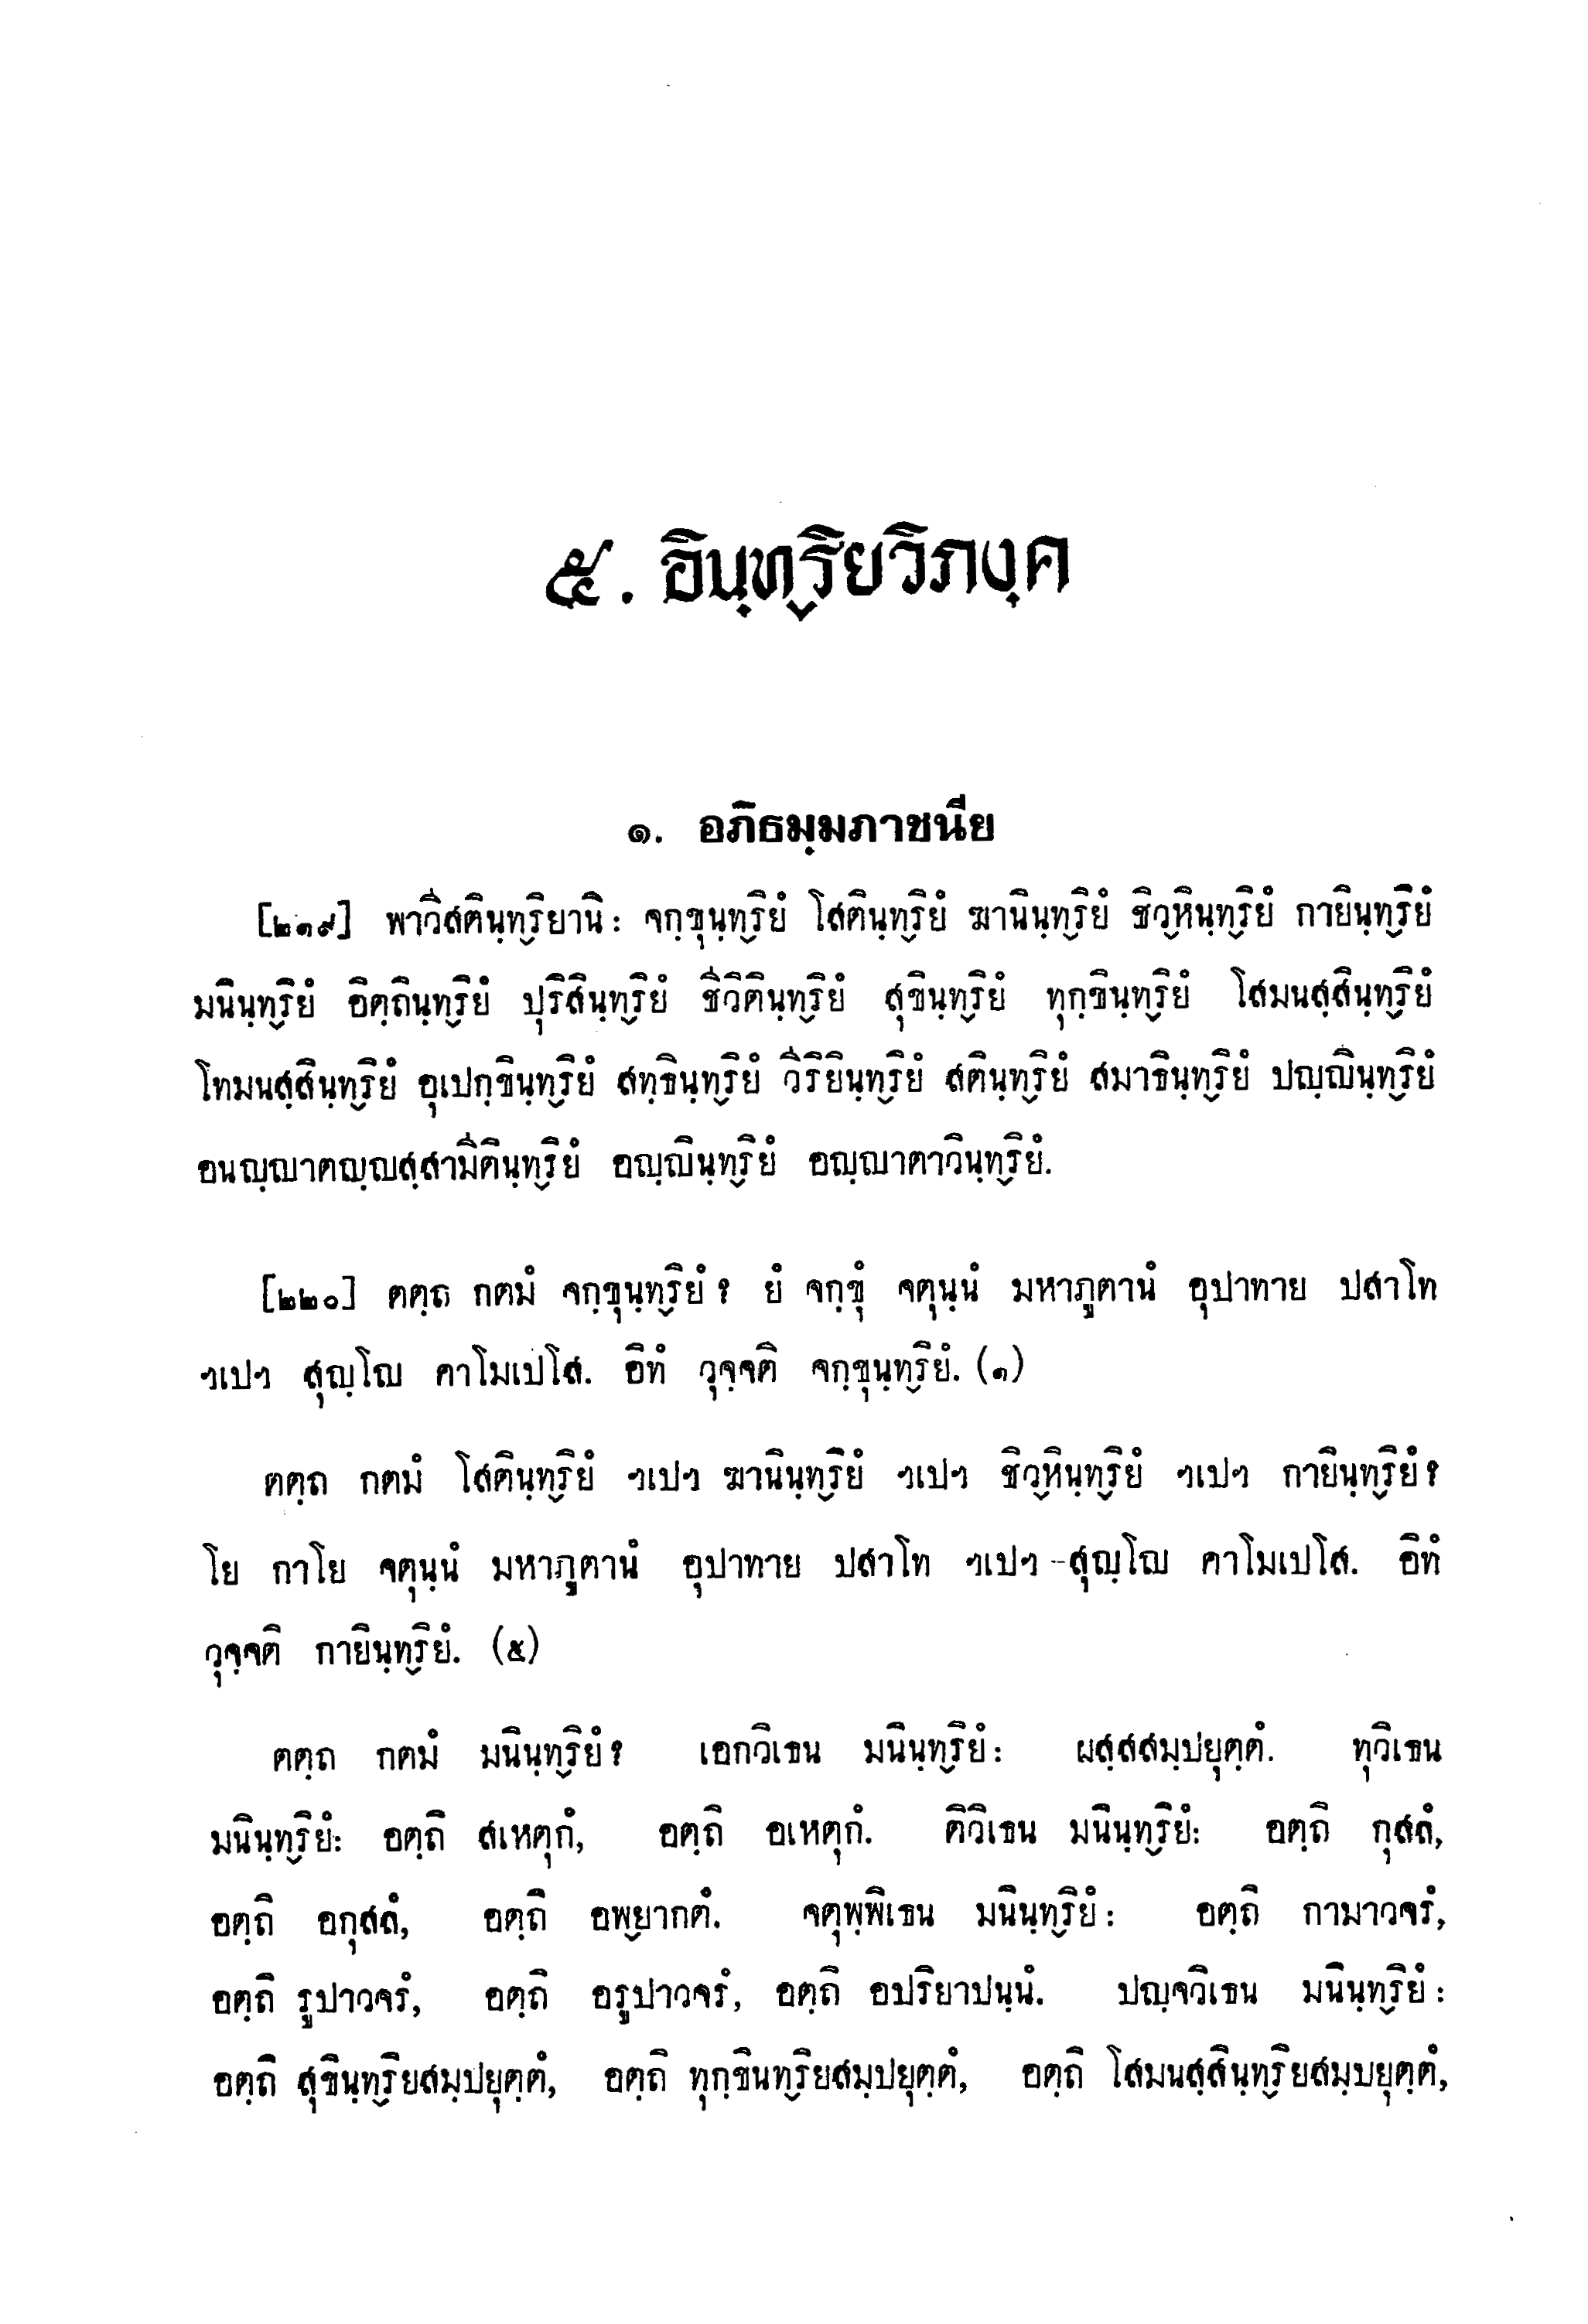 ๕. อินฺทฺริยวิภงฺค
๑. อภิธมฺมภาชนีย
[๒๑๙] พาวีสตินฺทฺริยานิ: จกฺขุนฺทฺริยํ โสตินฺทฺริยํ ฆานินฺทฺริยํ ชิวฺหินฺทฺริยํ กายินฺทฺริยํ
มนินฺทฺริยํ อิตฺถินฺทฺริยํ ปุริสินฺทฺริยํ ชีวิตินฺทฺริยํ สุขินฺทฺริยํ ทุกฺขินฺทฺริยํ โสมนสฺสินฺทฺริยํ
โทมนสฺสินฺทฺริยํ อุเปกฺขินฺทฺริยํ สทฺธินฺทฺริยํ วีริยินฺทฺริยํ สตินฺทฺริยํ สมาธินฺทฺริยํ ปญฺญินฺทฺริยํ
อนญฺญาตญฺญสฺสามีตินฺทฺริยํ อญฺญินฺทฺริยํ อญฺญาตาวินฺทฺริยํ.
[๒๒๐] ตตฺถ กตมํ จกฺขุนฺทฺริยํ? ยํ จกฺขุํ จตุนฺนํ มหาภูตานํ อุปาทาย ปสาโท
ฯเปฯ สุญฺโญ คาโมเปโส. อิทํ วุจฺจติ จกฺขุนฺทฺริยํ. (๑)
ตตฺถ กตมํ โสตินฺทฺริยํ ฯเปฯ ฆานินฺทฺริยํ ฯเปฯ ชิวฺหินฺทฺริยํ ฯเปฯ กายินฺทฺริยํ?
โย กาโย จตุนฺนํ มหาภูตานํ อุปาทาย ปสาโท ฯเปฯ สุญฺโญ คาโมเปโส. อิทํ
วุจฺจติ กายินฺทฺริยํ. (๕)
ตตฺถ กตมํ มนินฺทฺริยํ? เอกวิเธน มนินฺทฺริยํ: ผสฺสสมฺปยุตฺตํ. ทุวิเธน
มนินฺทฺริยํ: อตฺถิ สเหตุกํ, อตฺถิ อเหตุกํ. ติวิเธน มนินฺทฺริยํ: อตฺถิ กุสลํ,
อตฺถิ อกุสลํ, อตฺถิ อพฺยากตํ. จตุพฺพิเธน มนินฺทฺริยํ: อตฺถิ กามาวจรํ,
อตฺถิ รูปาวจรํ, อตฺถิ อรูปาวจรํ, อตฺถิ อปริยาปนฺนํ. ปญฺจวิเธน มนินฺทฺริยํ:
อตฺถิ สุขินฺทฺริยสมฺปยุตฺตํ, อตฺถิ ทุกฺขินทฺริยสมฺปยุตฺตํ, อตฺถิ โสมนสฺสินฺทฺริยสมฺปยุตฺตํ,